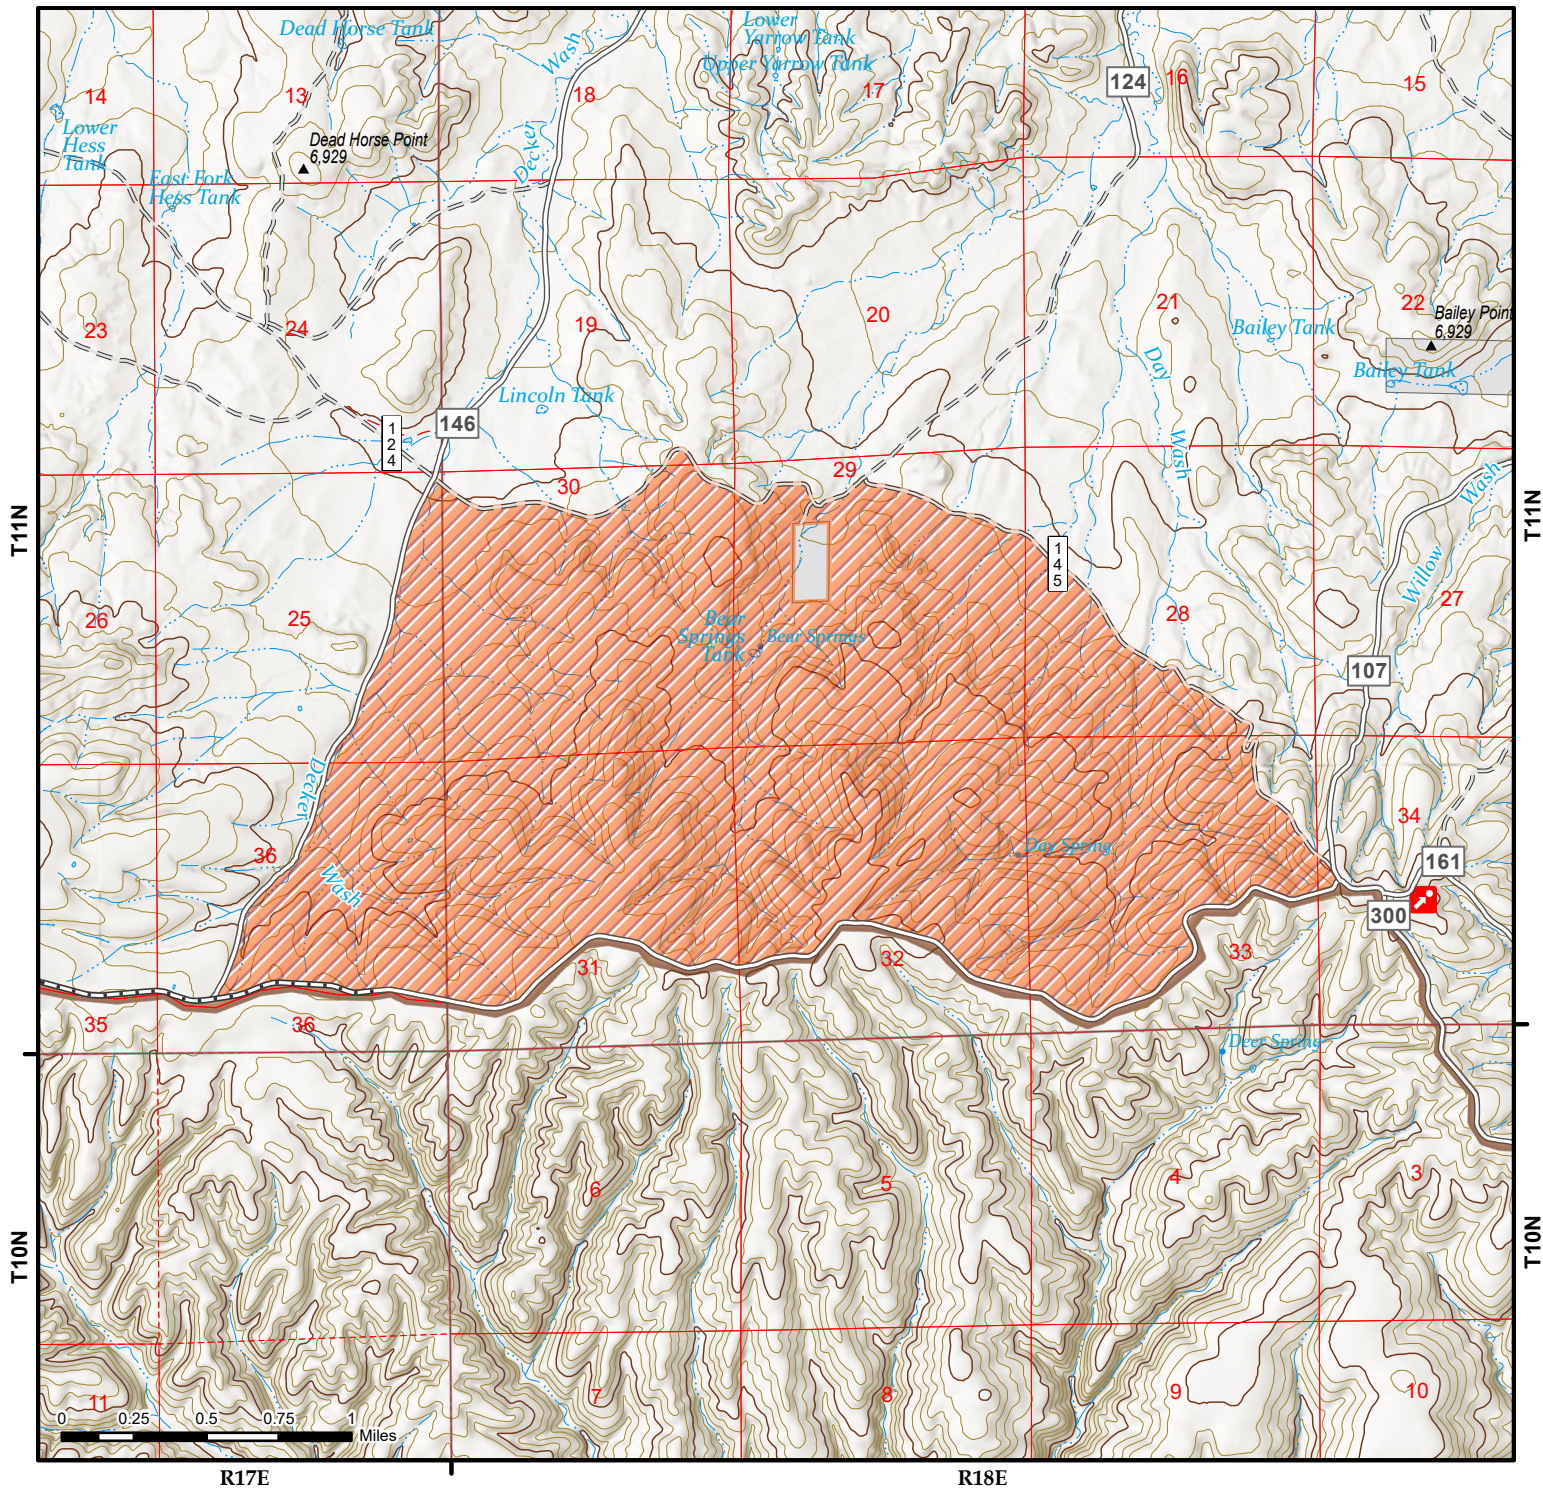 Dead Horse Tank
Wash
Lower
Yarrow Tank
Upper Yarrow Tank
14
13
18
17
124
16
15
Lower
Hess
Tank
Dead Horse Point
6,929
Decker
East Fork
Hess Tank
23
24
19
20
21
22
Bailey Point
6,929
Bailey Tank
Bailey Tank
Day
Wash
Lincoln Tank
146
1
2
4
30
29
Wash
T11N
T11N
1
4
5
Willow
26
25
28
27
Bear
Springs
Tank
Bear Springs
107
Decker
Wash
36
34
Day Spring
161
300
31
32
33
35
36
Deer Spring
6
5
4
3
T10N
T10N
11
7
8
9
10
0
0.25
0.5
0.75
1
Miles
R17E
R18E